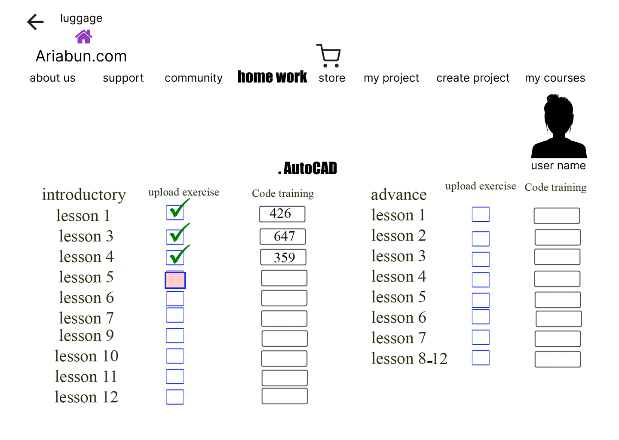 luggage
Ariabun.com
about us support community home work store my project create project my courses
user name
. AutoCAD
introductory upload exercise Code training
lesson 1 426
lesson 3 647
lesson 4 359
lesson 5
lesson 6
lesson 7
lesson 9
lesson 10
lesson 11
lesson 12
advance upload exercise Code training
lesson 1
lesson 2
lesson 3
lesson 4
lesson 5
lesson 6
lesson 7
lesson 8-12